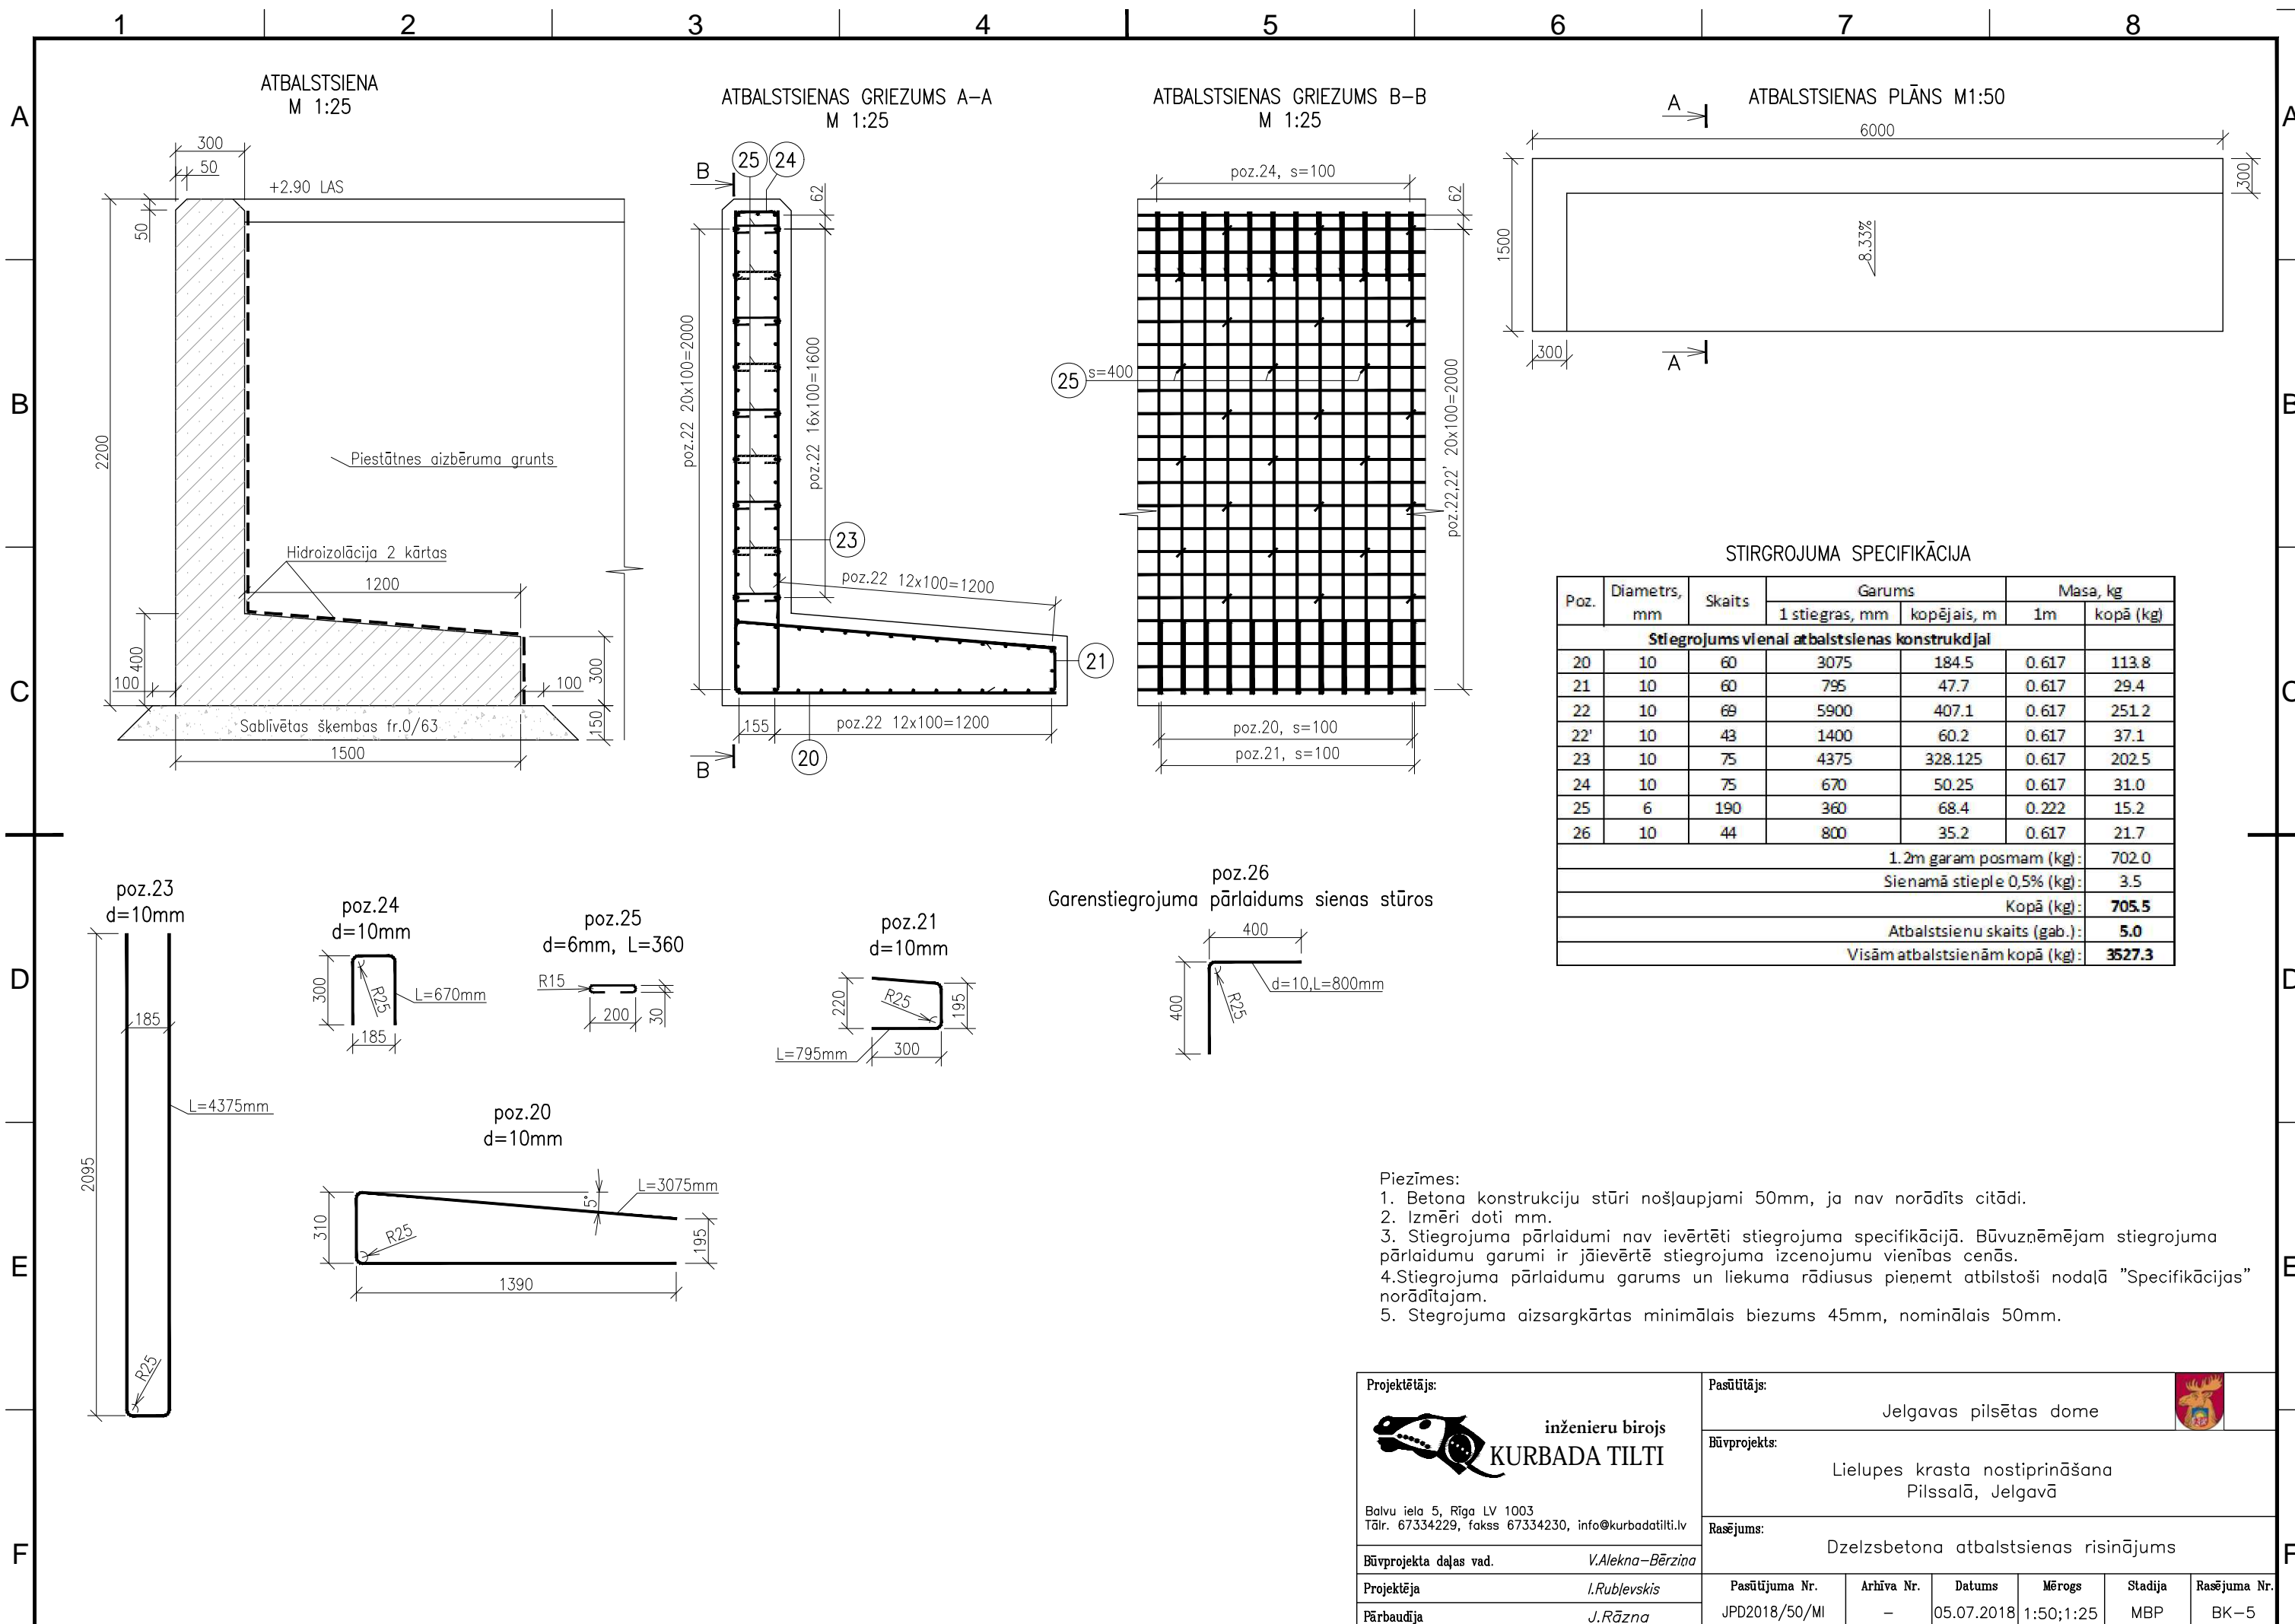 1 2 3 4 5 6 7 8
A
B
C
D
E
F
A
B
C
D
E
F
ATBALSTSIENA
M 1:25
300
50
+2.90 LAS
50
2200
Piestātnes aizbēruma grunts
Hidroizolācija 2 kārtas
1200
400
100
100
300
150
Sablīvētas šķembas fr.0/63
1500
ATBALSTSIENAS GRIEZUMS A-A
M 1:25
B
25
24
62
poz.22 20x100=2000
poz.22 16x100=1600
23
poz.22 12x100=1200
21
155
poz.22 12x100=1200
20
B
ATBALSTSIENAS GRIEZUMS B-B
M 1:25
poz.24, s=100
62
25
s=400
poz.22,22' 20x100=2000
poz.20, s=100
poz.21, s=100
ATBALSTSIENAS PLĀNS M1:50
A
6000
300
1500
8.33%
300
A
STIRGROJUMA SPECIFIKĀCIJA
Poz. Diametrs, mm Skaits Garums Masa, kg
1 stiegras, mm kopējais, m 1m kopā (kg)
Stiegrojums vienai atbalstsienas konstrukcijai
20 10 60 3075 184.5 0.617 113.8
21 10 60 795 47.7 0.617 29.4
22 10 69 5900 407.1 0.617 251.2
22' 10 43 1400 60.2 0.617 37.1
23 10 75 4375 328.125 0.617 202.5
24 10 75 670 50.25 0.617 31.0
25 6 190 360 68.4 0.222 15.2
26 10 44 800 35.2 0.617 21.7
1.2m garam posmam (kg): 702.0
Sienamā stieple 0,5% (kg): 3.5
Kopā (kg): 705.5
Atbalstsienu skaits (gab.): 5.0
Visām atbalstsienām kopā (kg): 3527.3
poz.23
d=10mm
185
L=4375mm
2095
R25
poz.24
d=10mm
300
R25
L=670mm
185
poz.25
d=6mm, L=360
R15
200
30
poz.21
d=10mm
220
R25
195
L=795mm
300
poz.26
Garenstiegrojuma pārlaidums sienas stūros
400
400
R25
d=10,L=800mm
poz.20
d=10mm
310
R25
5°
L=3075mm
195
1390
Piezīmes:
1. Betona konstrukciju stūri nošļaupjami 50mm, ja nav norādīts citādi.
2. Izmēri doti mm.
3. Stiegrojuma pārlaidumi nav ievērtēti stiegrojuma specifikācijā. Būvuzņēmējam stiegrojuma
pārlaidumu garumi ir jāievērtē stiegrojuma izcenojumu vienības cenās.
4.Stiegrojuma pārlaidumu garums un liekuma rādiusus pieņemt atbilstoši nodaļā "Specifikācijas"
norādītajam.
5. Stegrojuma aizsargkārtas minimālais biezums 45mm, nominālais 50mm.
Projektētājs:
inženieru birojs
KURBADA TILTI
Balvu iela 5, Rīga LV 1003
Tālr. 67334229, fakss 67334230, info@kurbadatilti.lv
Būvprojekta daļas vad. V.Alekna-Bērziņa
Projektēja I.Rubļevskis
Pārbaudīja J.Rāzna
Pasūtītājs:
Jelgavas pilsētas dome
Būvprojekts:
Lielupes krasta nostiprināšana
Pilssalā, Jelgavā
Rasējums:
Dzelzsbetona atbalstsienas risinājums
Pasūtījuma Nr. Arhīva Nr. Datums Mērogs Stadija Rasējuma Nr.
JPD2018/50/MI - 05.07.2018 1:50;1:25 MBP BK-5